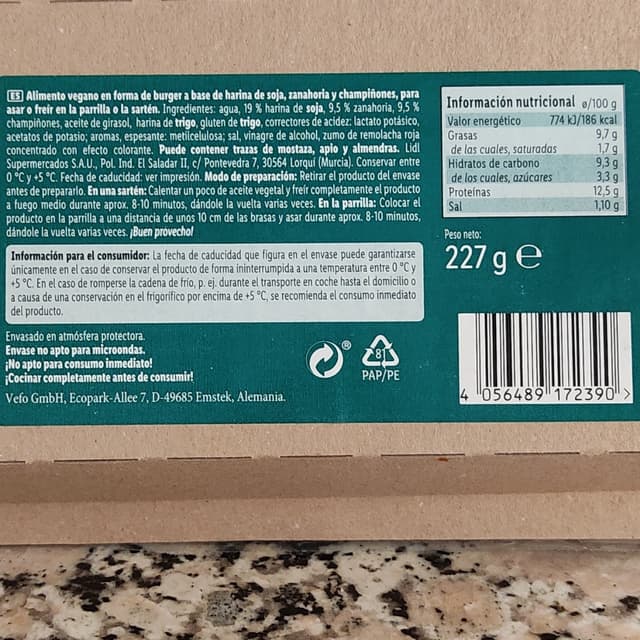 ES Alimento vegano en forma de burger a base de harina de soja, zanahoria y champiñones, para
asar o freír en la parrilla o la sartén. Ingredientes: agua, 19 % harina de soja, 9,5 % zanahoria, 9,5 %
champiñones, aceite de girasol, harina de trigo, gluten de trigo, correctores de acidez: lactato potásico,
acetatos de potasio; aromas, espesante: metilcelulosa; sal, vinagre de alcohol, zumo de remolacha roja
concentrado con efecto colorante. Puede contener trazas de mostaza, apio y almendras. Lidl
Supermercados S.A.U., Pol. Ind. El Saladar II, c/ Pontevedra 7, 30564 Lorquí (Murcia). Conservar entre
0 °C y +5 °C. Fecha de caducidad: ver impresión. Modo de preparación: Retirar el producto del envase
antes de prepararlo. En una sartén: Calentar un poco de aceite vegetal y freír completamente el producto
a fuego medio durante aprox. 8-10 minutos, dándole la vuelta varias veces. En la parrilla: Colocar el
producto en la parrilla a una distancia de unos 10 cm de las brasas y asar durante aprox. 8-10 minutos,
dándole la vuelta varias veces. ¡Buen provecho!
Información para el consumidor: La fecha de caducidad que figura en el envase puede garantizarse
únicamente en el caso de conservar el producto de forma ininterrumpida a una temperatura entre 0 °C y
+5 °C. En el caso de romperse la cadena de frío, p. ej. durante el transporte en coche hasta el domicilio o
a causa de una conservación en el frigorífico por encima de +5 °C, se recomienda el consumo inmediato
del producto.
Envasado en atmósfera protectora.
Envase no apto para microondas.
¡No apto para consumo inmediato!
¡Cocinar completamente antes de consumir!
Vefo GmbH, Ecopark-Allee 7, D-49685 Emstek, Alemania.
®
81
PAP/PE
Información nutricional ø/100 g
Valor energético 774 kJ/186 kcal
Grasas 9,7 g
de las cuales, saturadas 1,7 g
Hidratos de carbono 9,3 g
de los cuales, azúcares 3,3 g
Proteínas 12,5 g
Sal 1,10 g
Peso neto:
227 g ℮
4 056489 172390 >